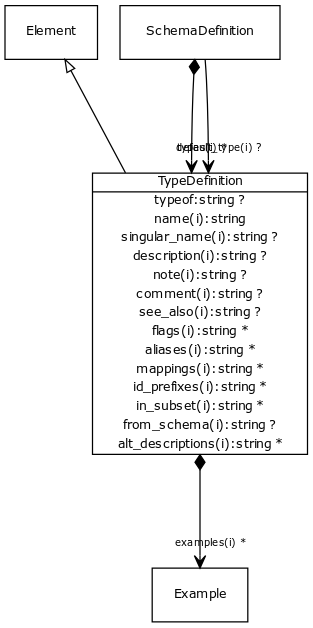 Element
SchemaDefinition
default_type(i) ?
TypeDefinition
typeof:string ?
name(i):string
singular_name(i):string ?
description(i):string ?
note(i):string ?
comment(i):string ?
see_also(i):string ?
flags(i):string *
aliases(i):string *
mappings(i):string *
id_prefixes(i):string *
in_subset(i):string *
from_schema(i):string ?
alt_descriptions(i):string *
examples(i) *
Example